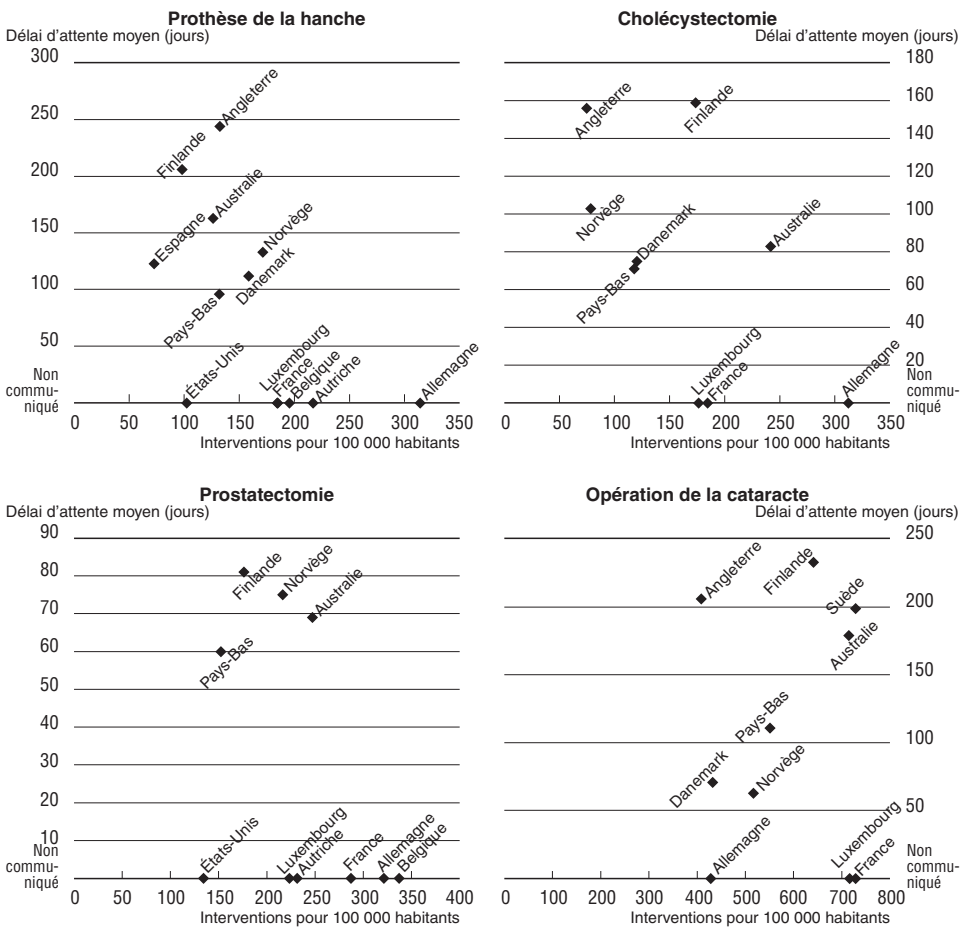 Prothèse de la hanche
Délai d'attente moyen (jours)
300
250
200
150
100
50
Non
commu-
niqué
Angleterre
Finlande
Australie
Espagne
Norvège
Danemark
Pays-Bas
États-Unis
Luxembourg
France
Belgique
Autriche
Allemagne
0 50 100 150 200 250 300 350
Interventions pour 100 000 habitants
Cholécystectomie
Délai d'attente moyen (jours)
180
160
140
120
100
80
60
40
20
Non
commu-
niqué
Angleterre
Finlande
Norvège
Danemark
Australie
Pays-Bas
Luxembourg
France
Allemagne
0 50 100 150 200 250 300 350
Interventions pour 100 000 habitants
Prostatectomie
Délai d'attente moyen (jours)
90
80
70
60
50
40
30
20
10
Non
commu-
niqué
Finlande
Norvège
Australie
Pays-Bas
États-Unis
Luxembourg
Autriche
France
Allemagne
Belgique
0 50 100 150 200 250 300 350 400
Interventions pour 100 000 habitants
Opération de la cataracte
Délai d'attente moyen (jours)
250
200
150
100
50
Non
commu-
niqué
Angleterre
Finlande
Suède
Australie
Pays-Bas
Danemark
Norvège
Allemagne
Luxembourg
France
0 100 200 300 400 500 600 700 800
Interventions pour 100 000 habitants